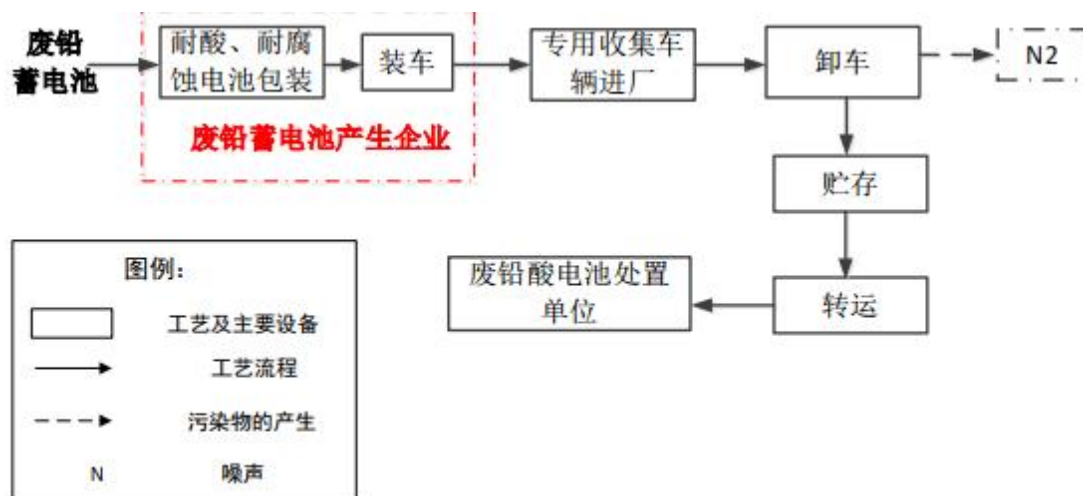 废铅
蓄电池
耐酸、耐腐
蚀电池包装
装车
废铅蓄电池产生企业
专用收集车
辆进厂
卸车
N2
贮存
转运
废铅酸电池处置
单位
图例：
工艺及主要设备
工艺流程
污染物的产生
N
噪声